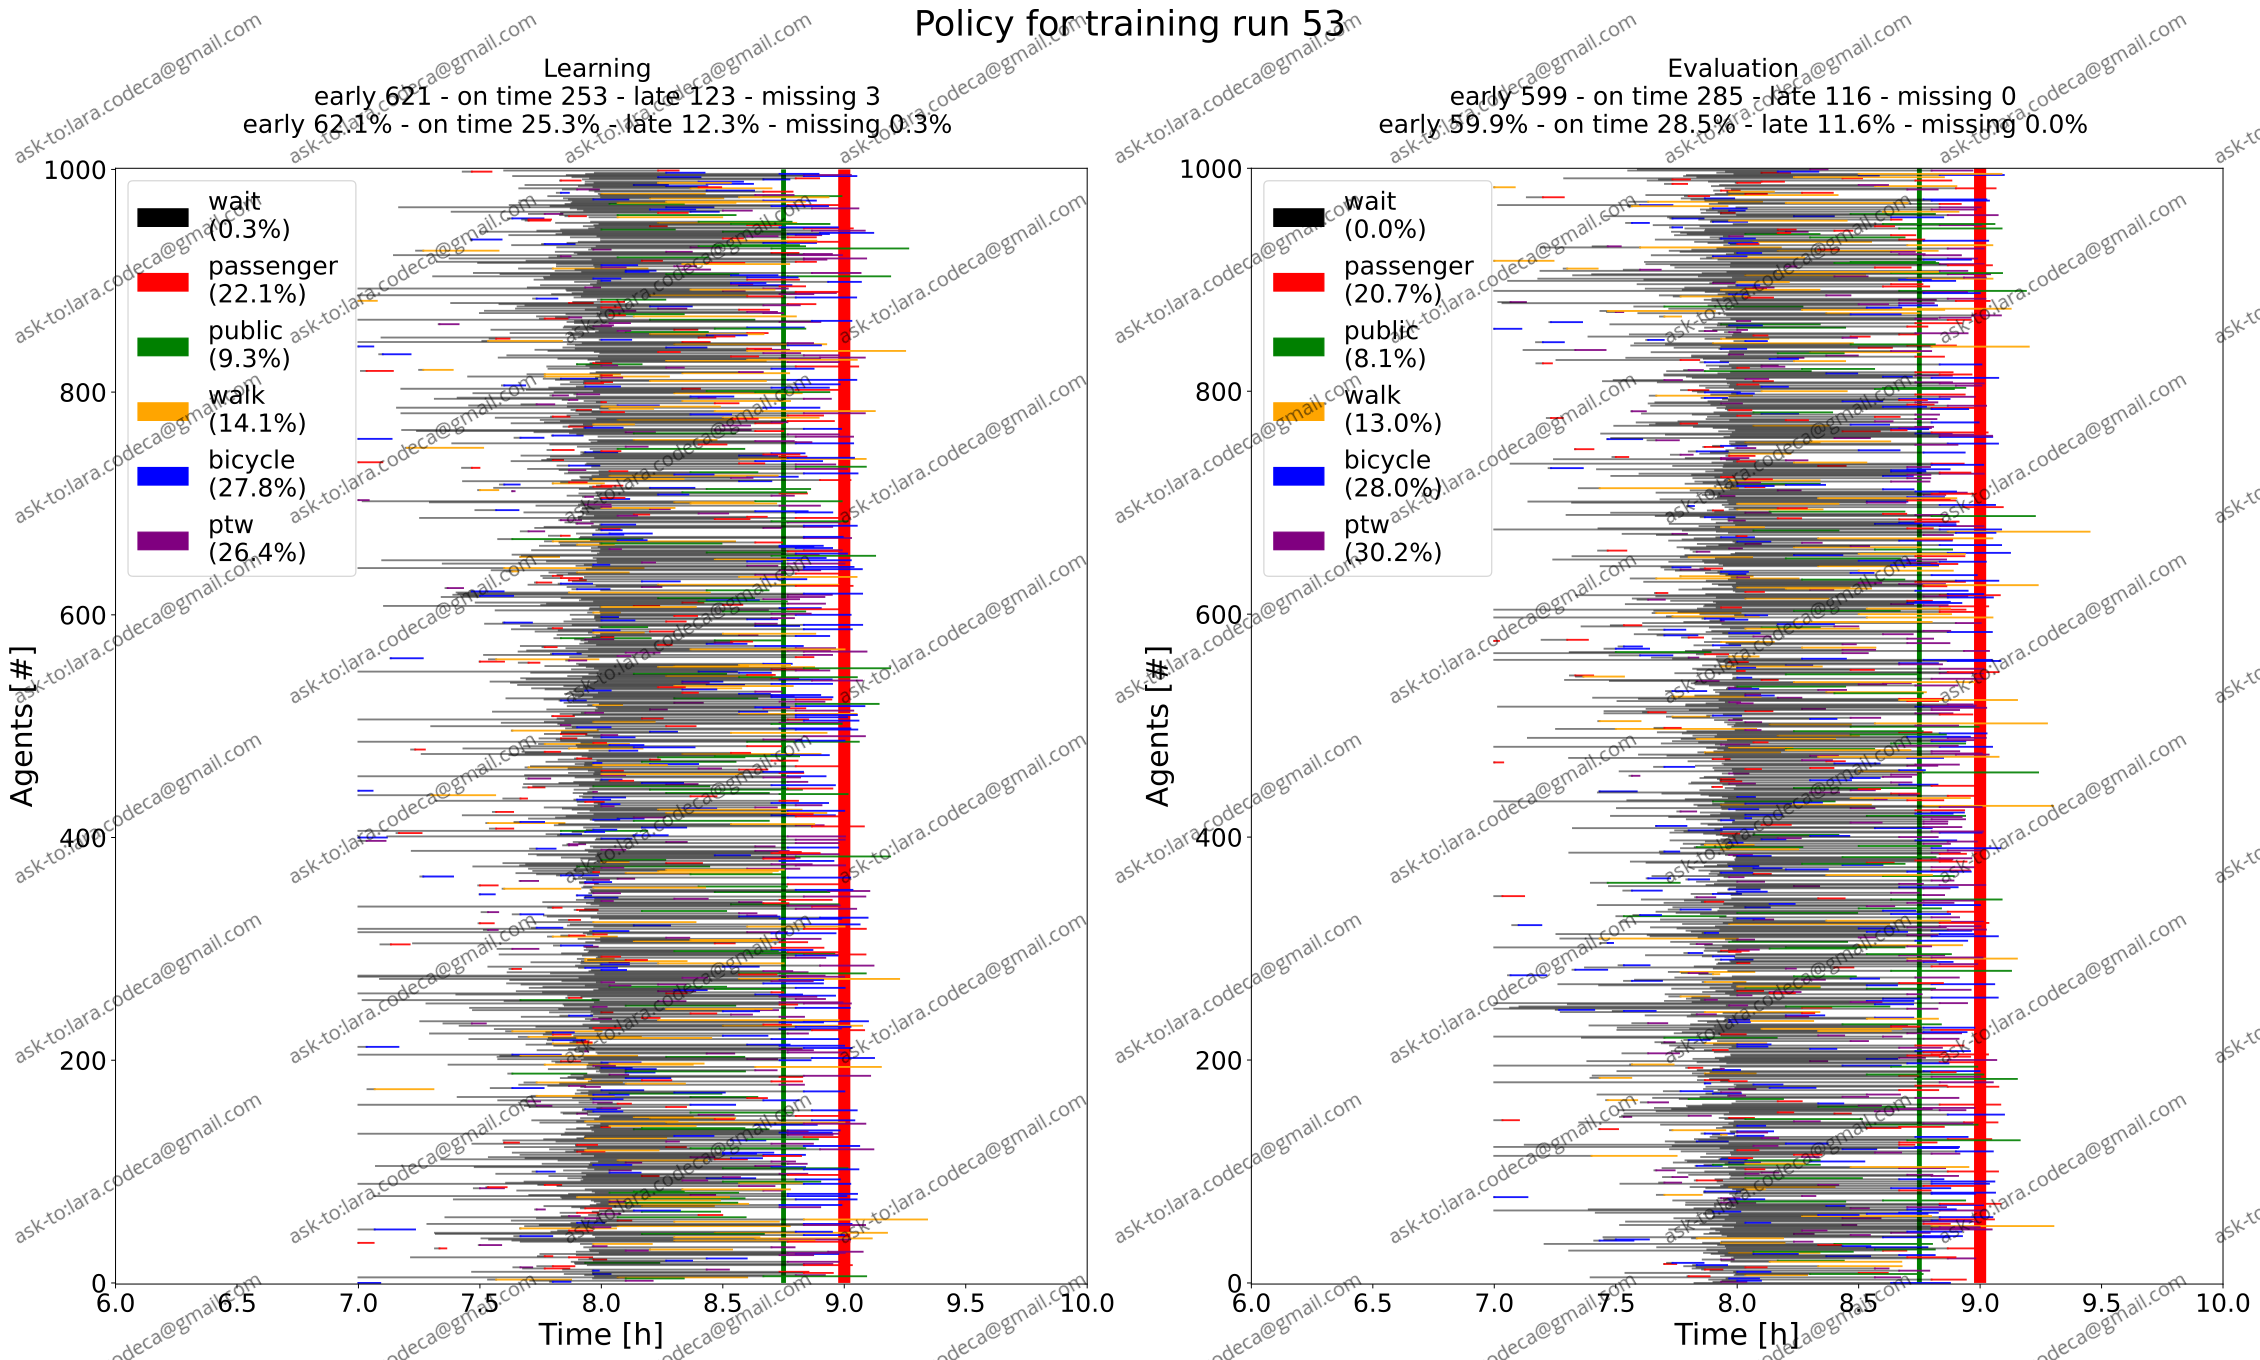 Policy for training run 53
Learning
early 621 - on time 253 - late 123 - missing 3
early 62.1% - on time 25.3% - late 12.3% - missing 0.3%
1000
800
600
400
200
0
Agents [#]
wait
(0.3%)
passenger
(22.1%)
public
(9.3%)
walk
(14.1%)
bicycle
(27.8%)
ptw
(26.4%)
6.0 6.5 7.0 7.5 8.0 8.5 9.0 9.5 10.0
Time [h]
Evaluation
early 599 - on time 285 - late 116 - missing 0
early 59.9% - on time 28.5% - late 11.6% - missing 0.0%
1000
800
600
400
200
0
Agents [#]
wait
(0.0%)
passenger
(20.7%)
public
(8.1%)
walk
(13.0%)
bicycle
(28.0%)
ptw
(30.2%)
6.0 6.5 7.0 7.5 8.0 8.5 9.0 9.5 10.0
Time [h]
ask-to:lara.codeca@gmail.com